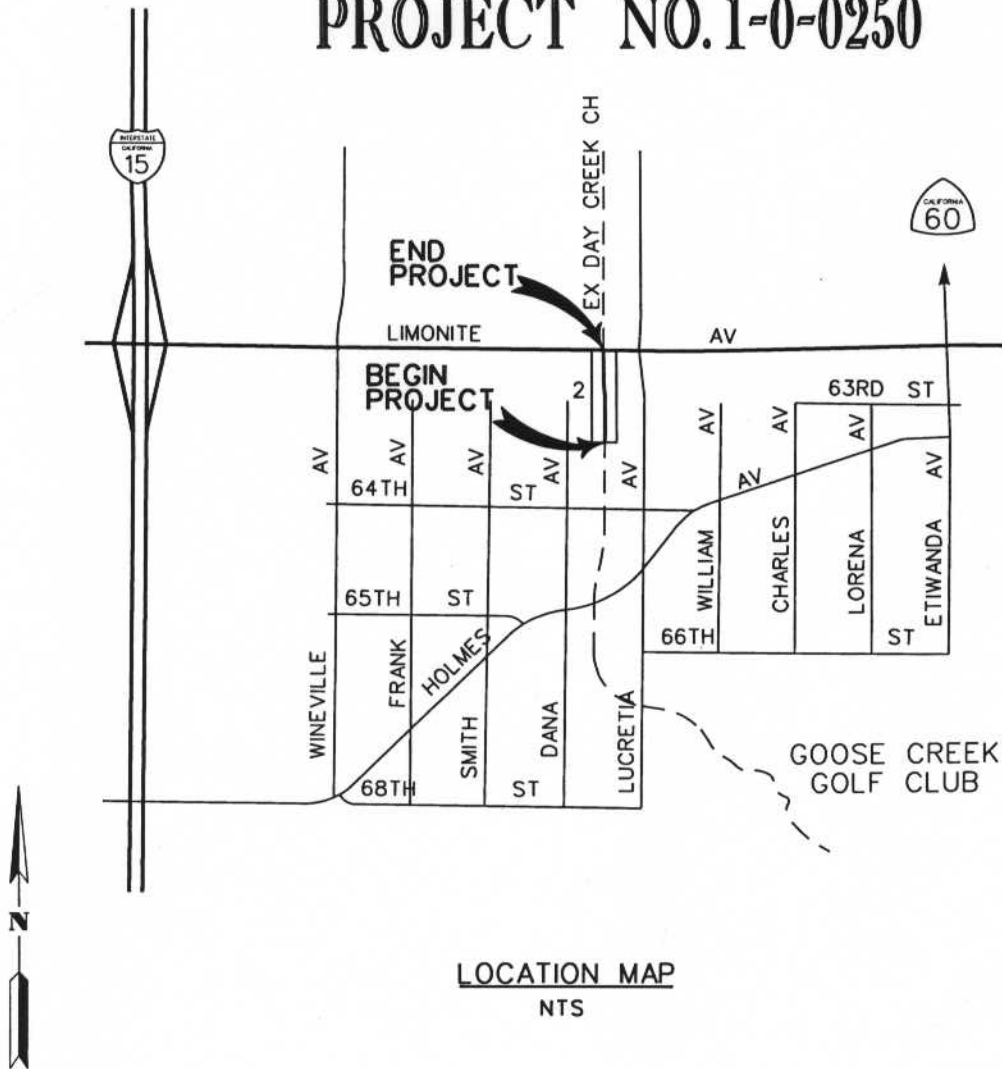 PROJECT NO. 1-0-0250
INTERSTATE
CALIFORNIA
15
EX DAY CREEK CH
CALIFORNIA
60
END
PROJECT
LIMONITE
AV
BEGIN
PROJECT
2
63RD ST
AV
AV
AV
AV
AV
AV
AV
AV
AV
AV
64TH
ST
65TH
ST
66TH
ST
WINEVILLE
FRANK
HOLMES
SMITH
DANA
LUCRETIA
WILLIAM
CHARLES
LORENA
ETIWANDA
68TH
ST
GOOSE CREEK
GOLF CLUB
N
LOCATION MAP
NTS